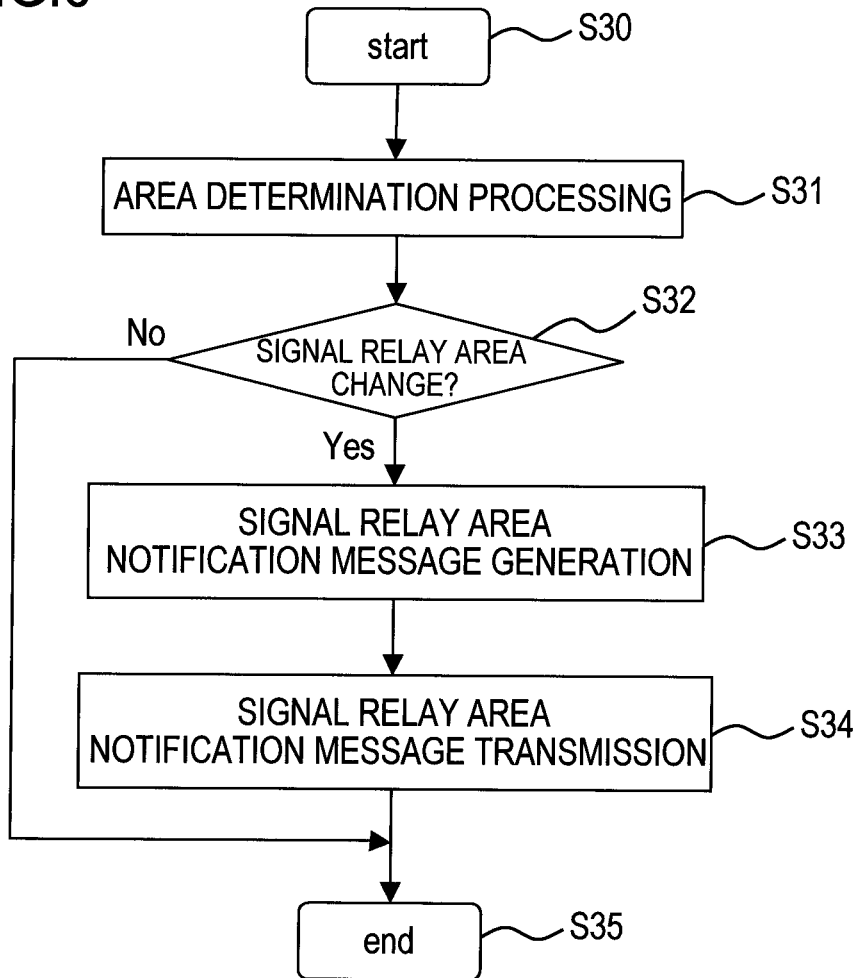 start
S30
AREA DETERMINATION PROCESSING
S31
S32
No
SIGNAL RELAY AREA
CHANGE?
Yes
SIGNAL RELAY AREA
NOTIFICATION MESSAGE GENERATION
S33
SIGNAL RELAY AREA
NOTIFICATION MESSAGE TRANSMISSION
S34
end
S35